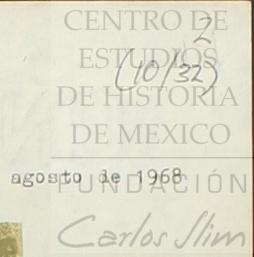 CENTRO DE
2
ESTUDIOS
(10/32)
DE HISTORIA
DE MEXICO
agosto de 1968
FUNDACIÓN
Carlos Slim